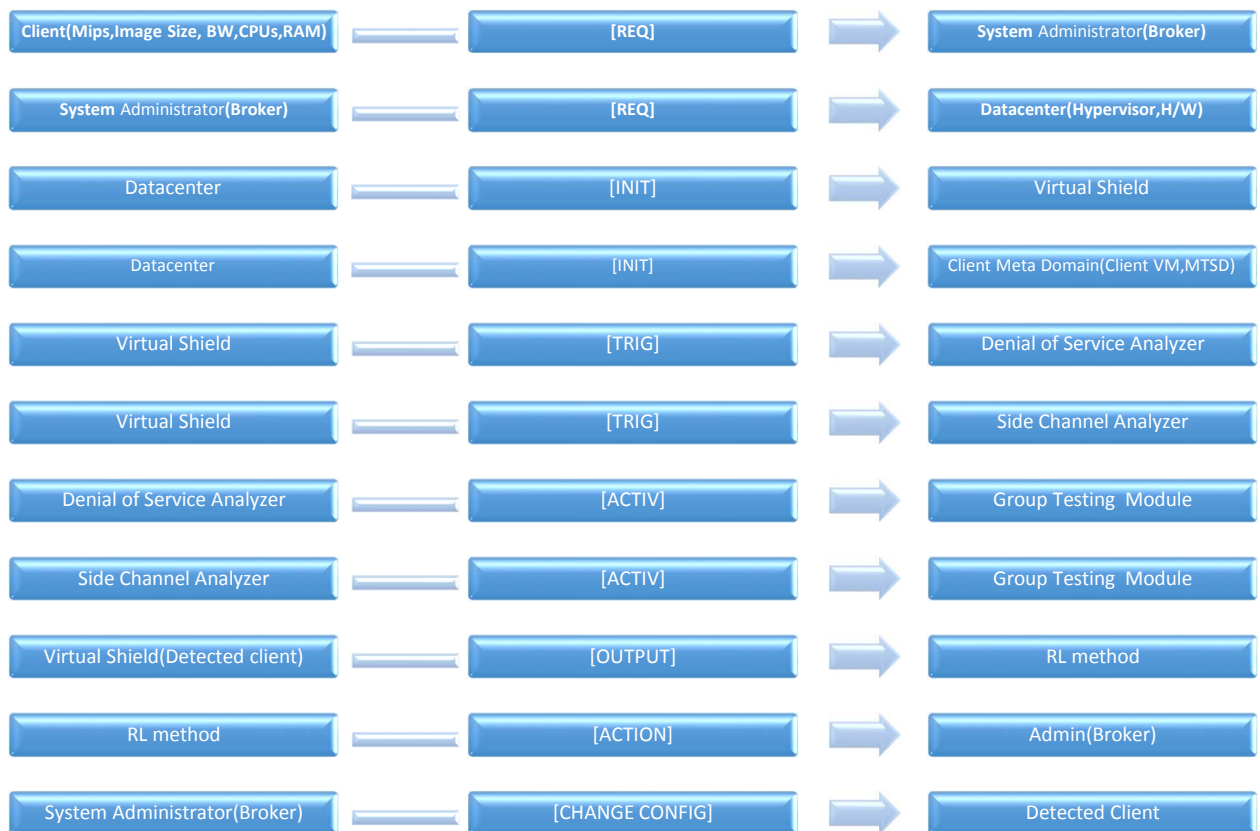 Client(Mips,Image Size, BW,CPUs,RAM) [REQ] System Administrator(Broker)
System Administrator(Broker) [REQ] Datacenter(Hypervisor,H/W)
Datacenter [INIT] Virtual Shield
Datacenter [INIT] Client Meta Domain(Client VM,MTSD)
Virtual Shield [TRIG] Denial of Service Analyzer
Virtual Shield [TRIG] Side Channel Analyzer
Denial of Service Analyzer [ACTIV] Group Testing Module
Side Channel Analyzer [ACTIV] Group Testing Module
Virtual Shield(Detected client) [OUTPUT] RL method
RL method [ACTION] Admin(Broker)
System Administrator(Broker) [CHANGE CONFIG] Detected Client